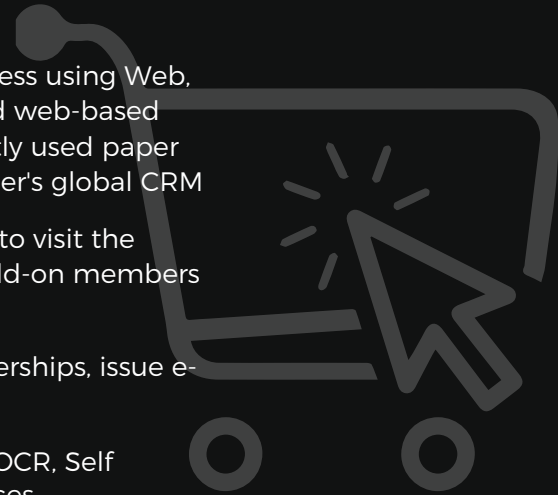 ess using Web,
d web-based
tly used paper
er's global CRM
to visit the
dd-on members
erships, issue e-
OCR, Self